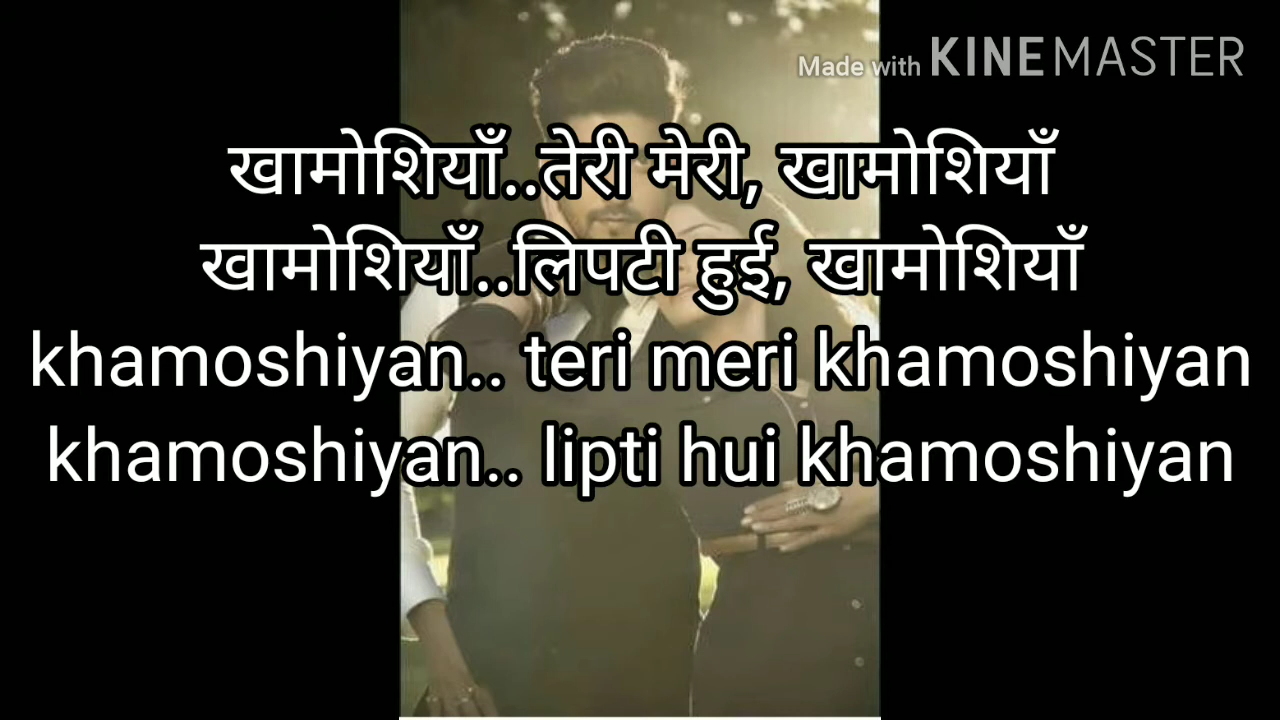 Made with KINEMASTER
खामोशियाँ..तेरी मेरी, खामोशियाँ
खामोशियाँ..लिपटी हुई, खामोशियाँ
khamoshiyan.. teri meri khamoshiyan
khamoshiyan.. lipti hui khamoshiyan